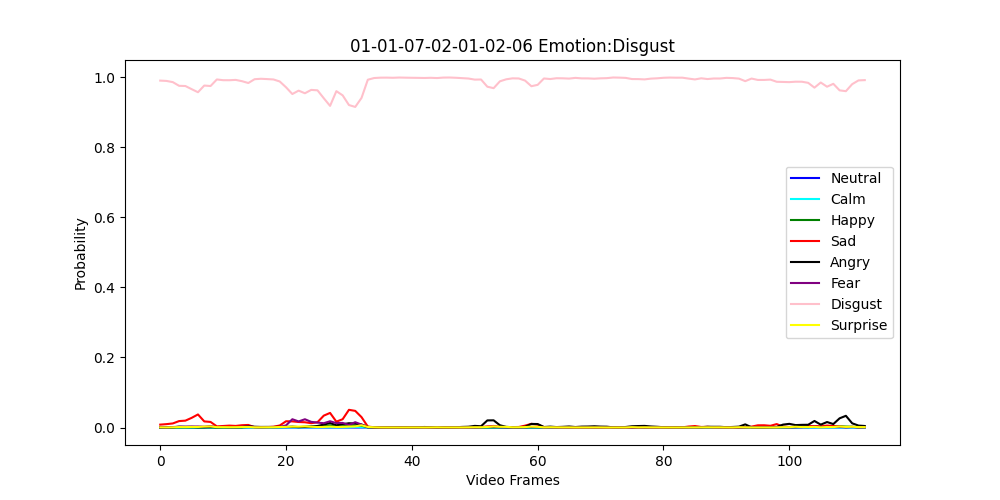 01-01-07-02-01-02-06 Emotion:Disgust
1.0
0.8
0.6
0.4
0.2
0.0
Probability
0 20 40 60 80 100
Video Frames
Neutral
Calm
Happy
Sad
Angry
Fear
Disgust
Surprise